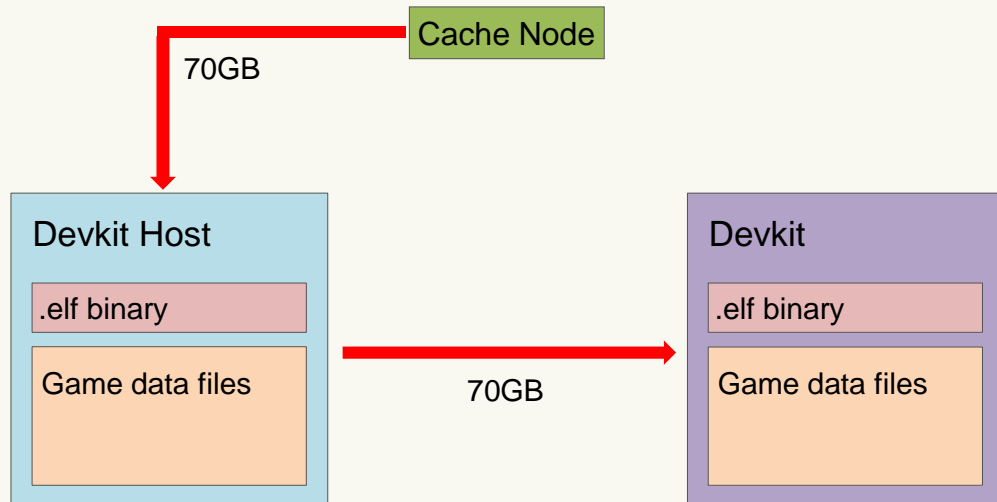 Cache Node
70GB
Devkit Host
.elf binary
Game data files
70GB
Devkit
.elf binary
Game data files